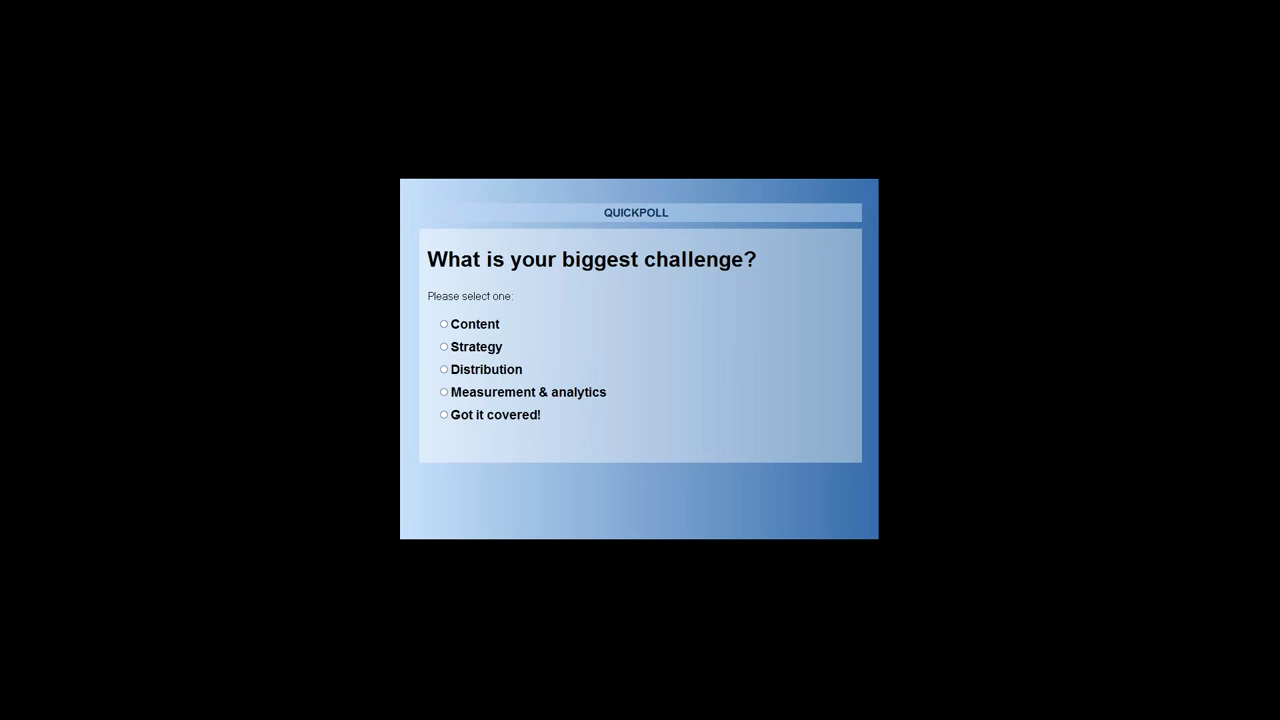 QUICKPOLL
What is your biggest challenge?
Please select one:
Content
Strategy
Distribution
Measurement & analytics
Got it covered!